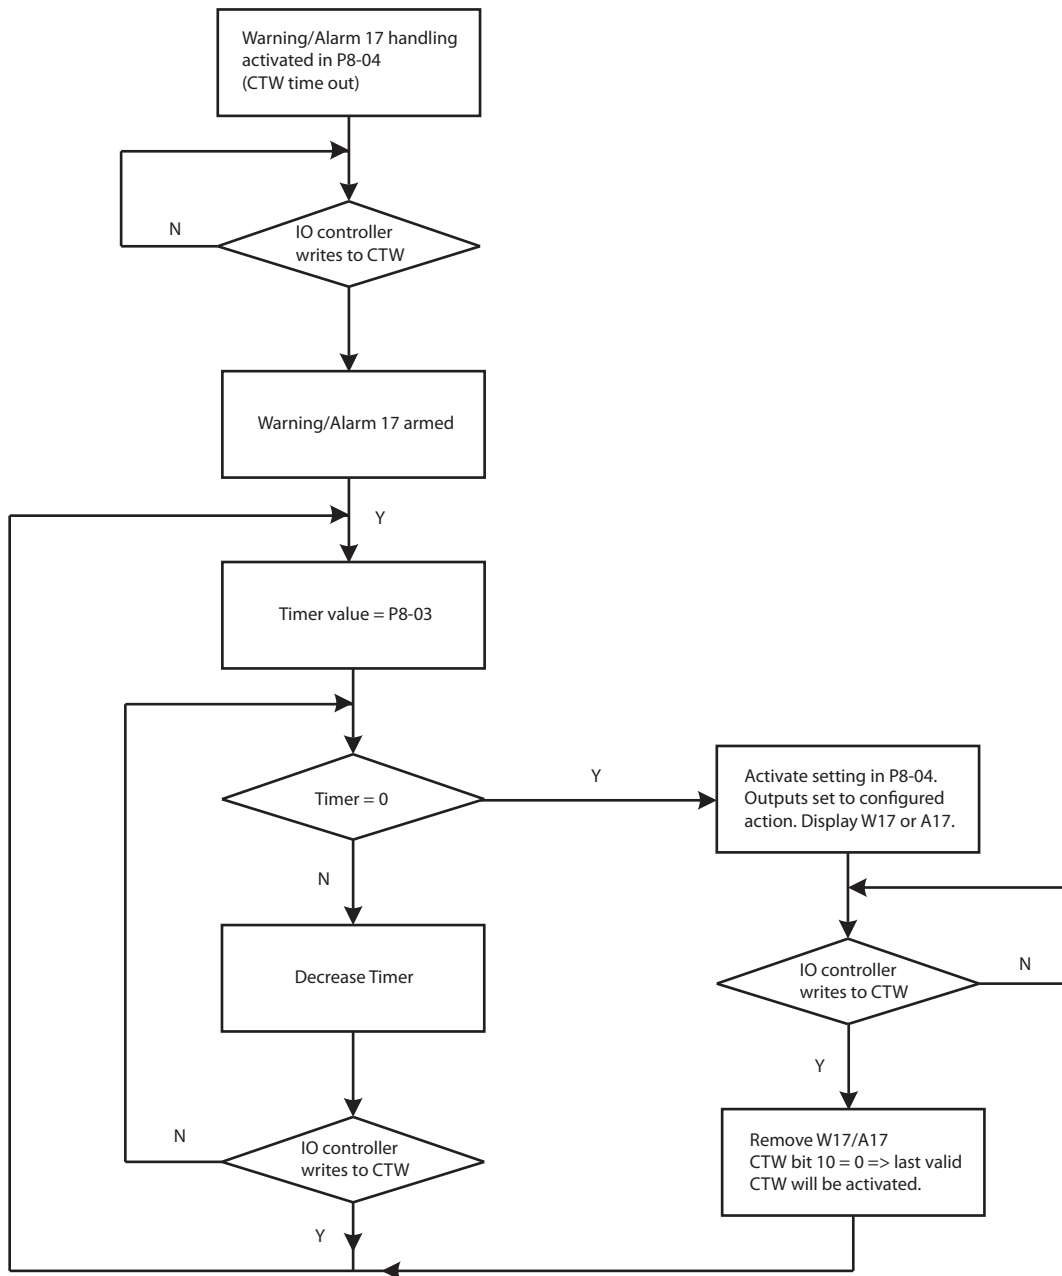 Warning/Alarm 17 handling
activated in P8-04
(CTW time out)
N
IO controller
writes to CTW
Warning/Alarm 17 armed
Y
Timer value = P8-03
Timer = 0
Y
Activate setting in P8-04.
Outputs set to configured
action. Display W17 or A17.
N
Decrease Timer
IO controller
writes to CTW
N
Y
N
IO controller
writes to CTW
Remove W17/A17
CTW bit 10 = 0 => last valid
CTW will be activated.
Y